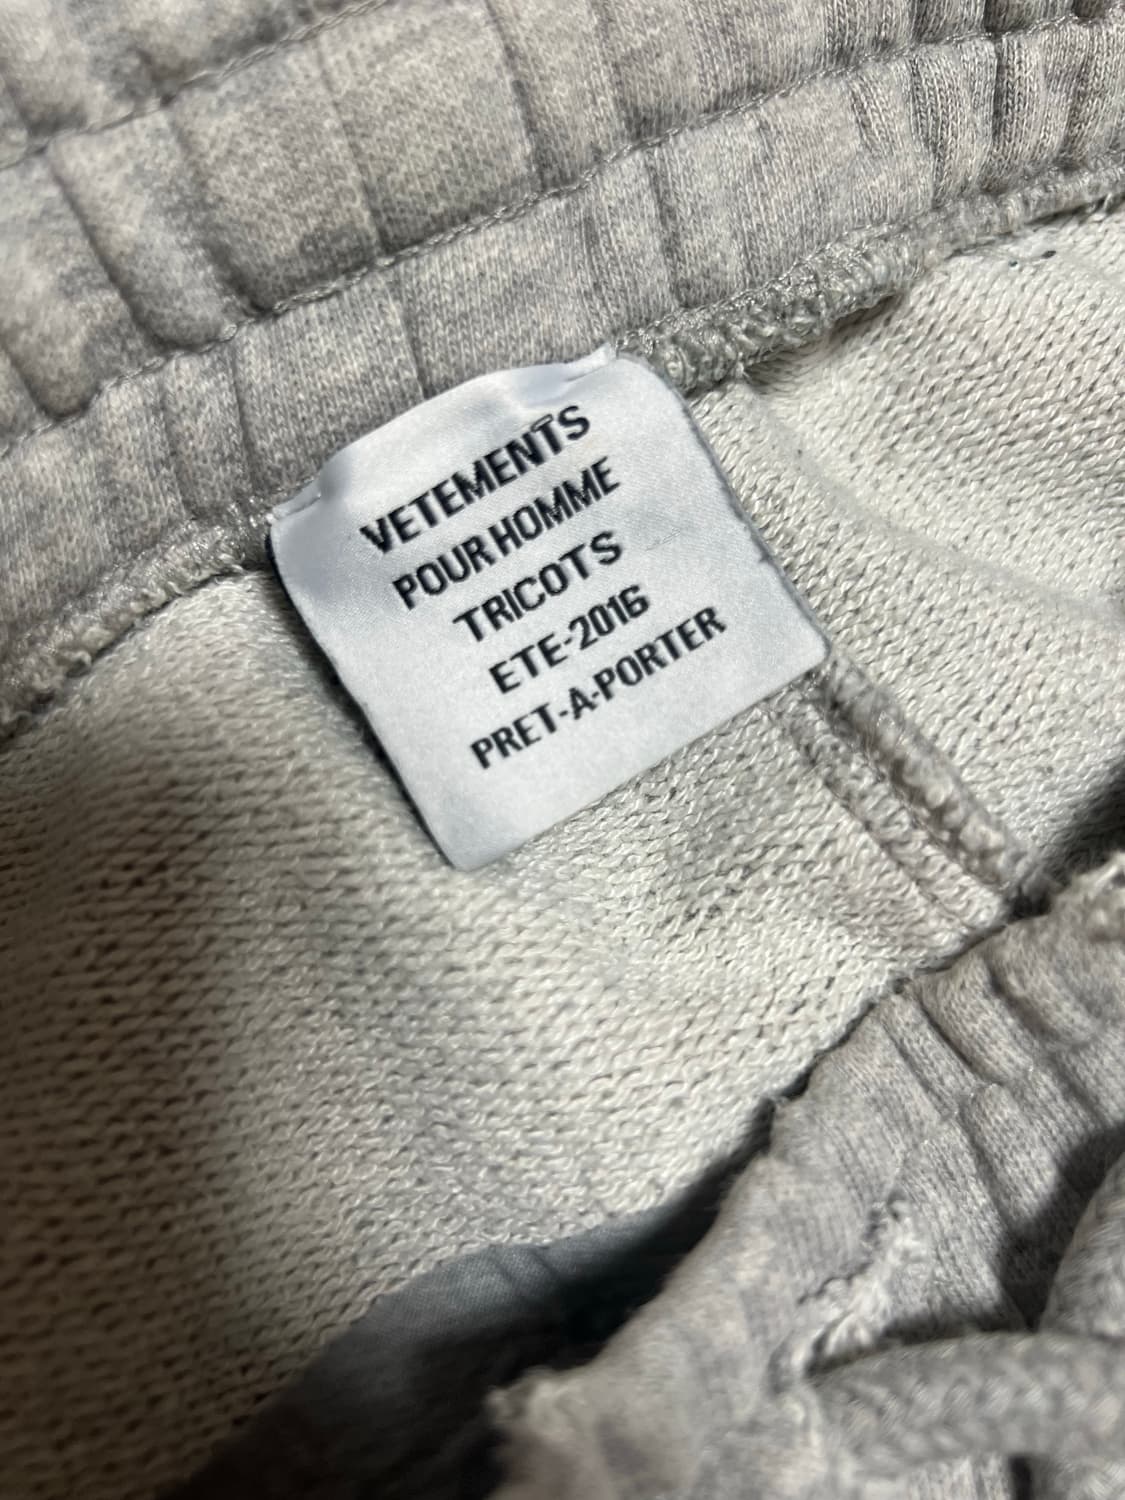 VETEMENTS
POUR HOMME
TRICOTS
ETE-2016
PRET-A-PORTER